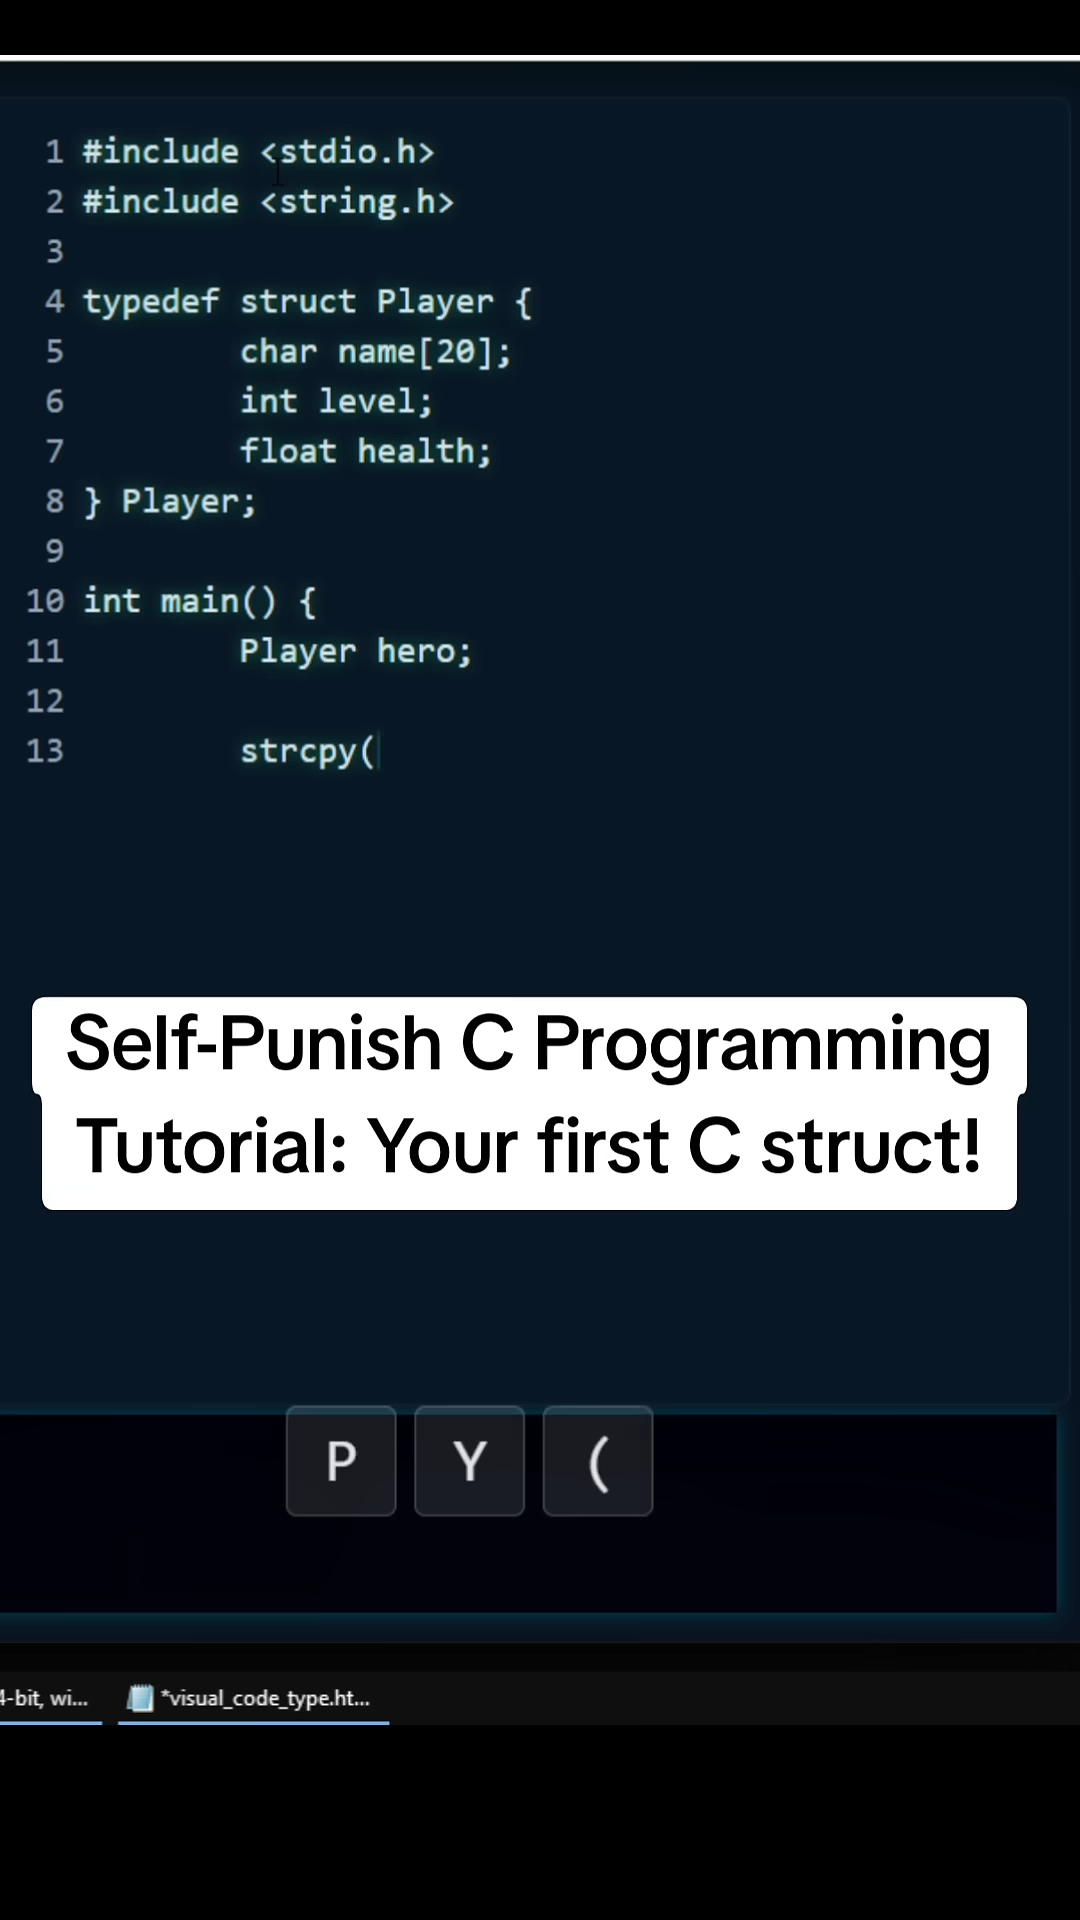 1 #include <stdio.h>
2 #include <string.h>
3
4 typedef struct Player {
5         char name[20];
6         int level;
7         float health;
8 } Player;
9
10 int main() {
11         Player hero;
12
13         strcpy(
Self-Punish C Programming
Tutorial: Your first C struct!
P Y (
4-bit, wi... *visual_code_type.ht...